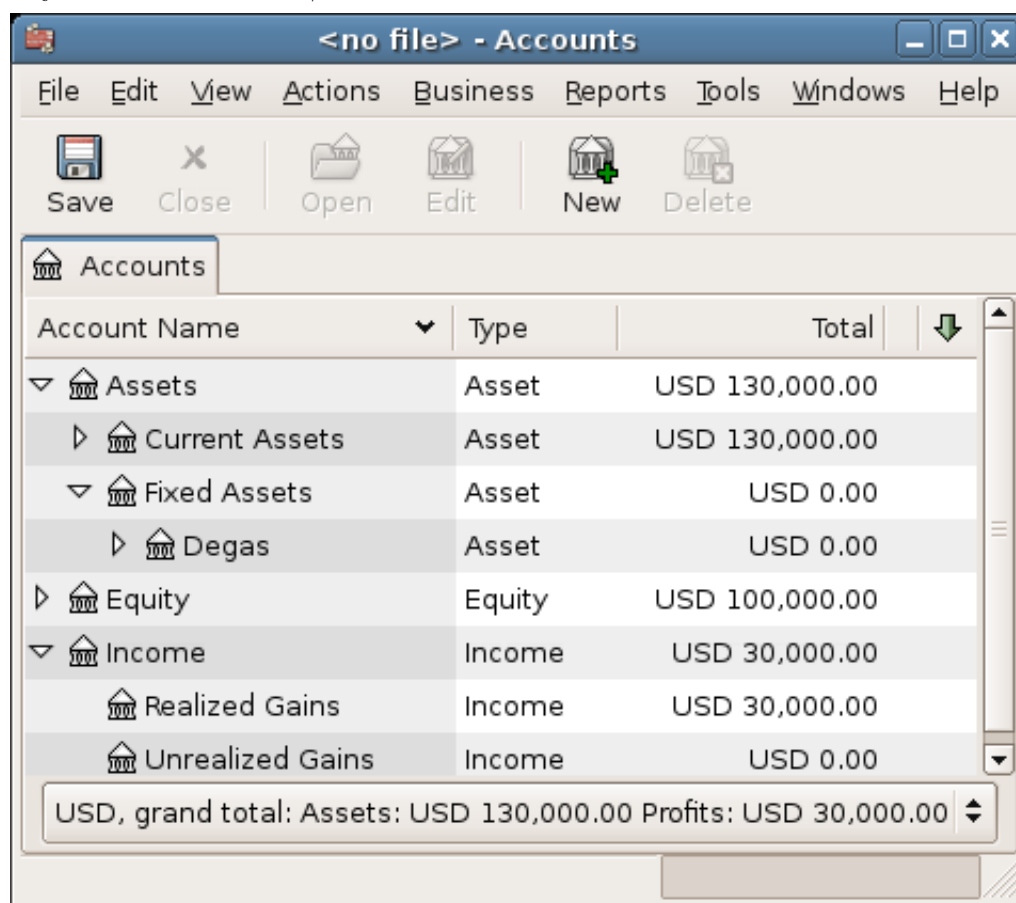 <no file> - Accounts
File Edit View Actions Business Reports Tools Windows Help
Save Close Open Edit New Delete
Accounts
Account Name Type Total
Assets Asset USD 130,000.00
Current Assets Asset USD 130,000.00
Fixed Assets Asset USD 0.00
Degas Asset USD 0.00
Equity Equity USD 100,000.00
Income Income USD 30,000.00
Realized Gains Income USD 30,000.00
Unrealized Gains Income USD 0.00
USD, grand total: Assets: USD 130,000.00 Profits: USD 30,000.00